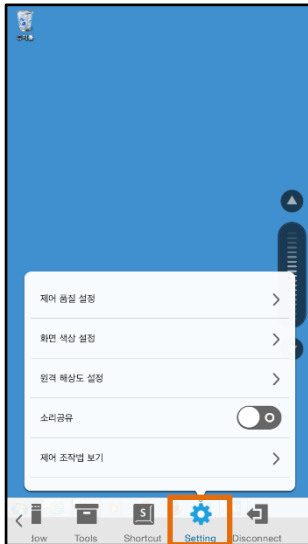 제어 품질 설정
화면 색상 설정
원격 해상도 설정
소리공유
제어 조작법 보기
Tools
Shortcut
Setting
Disconnect